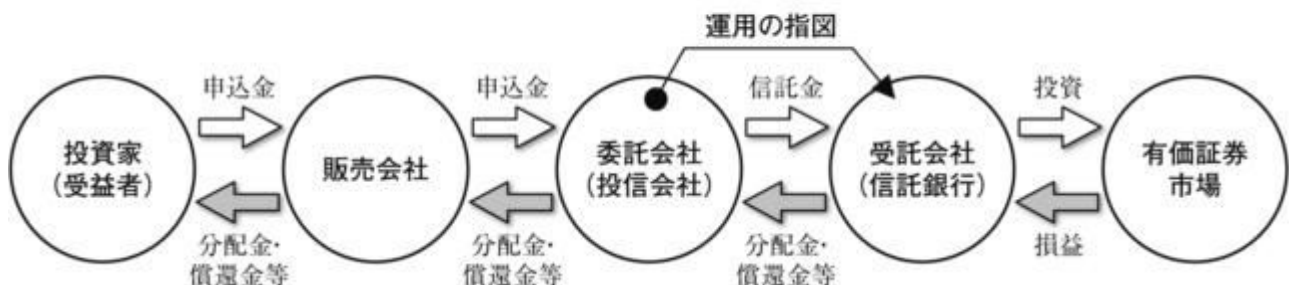 運用の指図
申込金
申込金
信託金
投資
投資家
（受益者）
販売会社
委託会社
（投信会社）
受託会社
（信託銀行）
有価証券
市場
分配金・
償還金等
分配金・
償還金等
分配金・
償還金等
損益